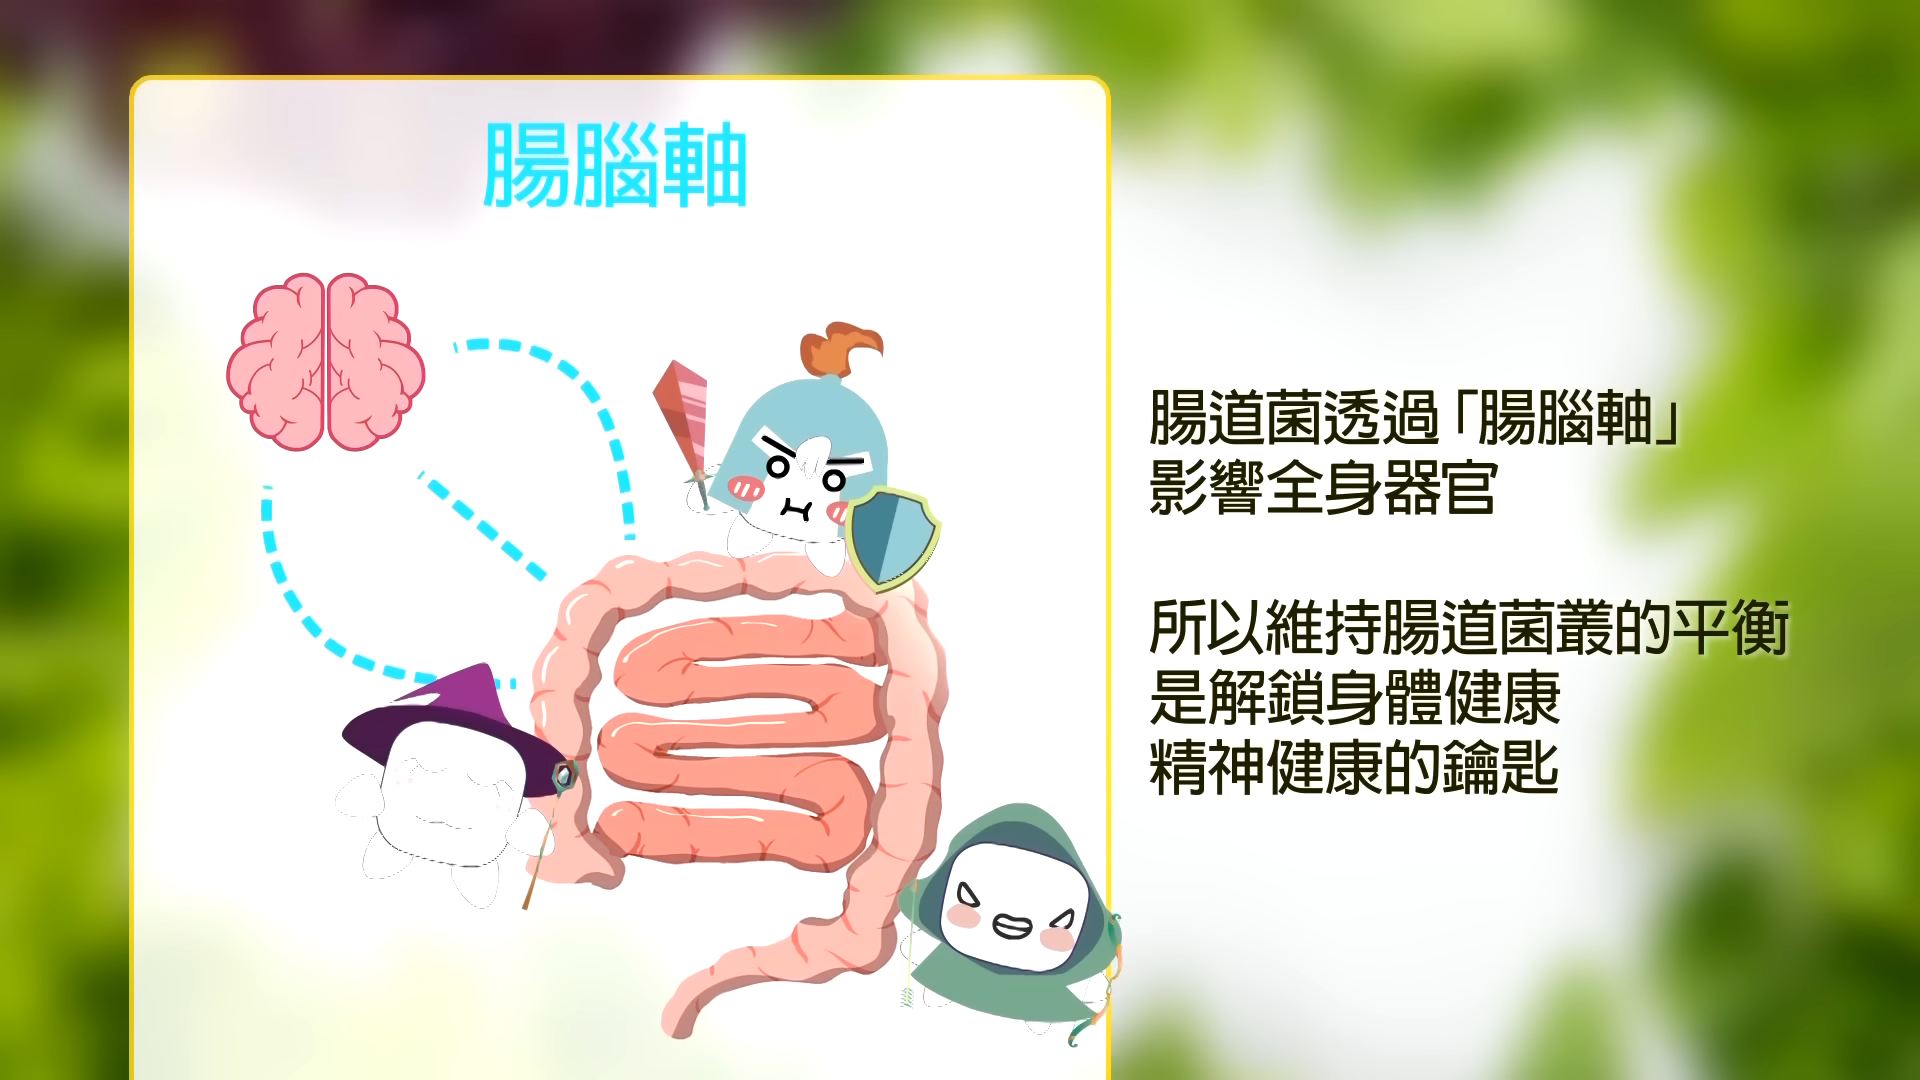 腸腦軸
腸道菌透過「腸腦軸」
影響全身器官
所以維持腸道菌叢的平衡
是解鎖身體健康
精神健康的鑰匙